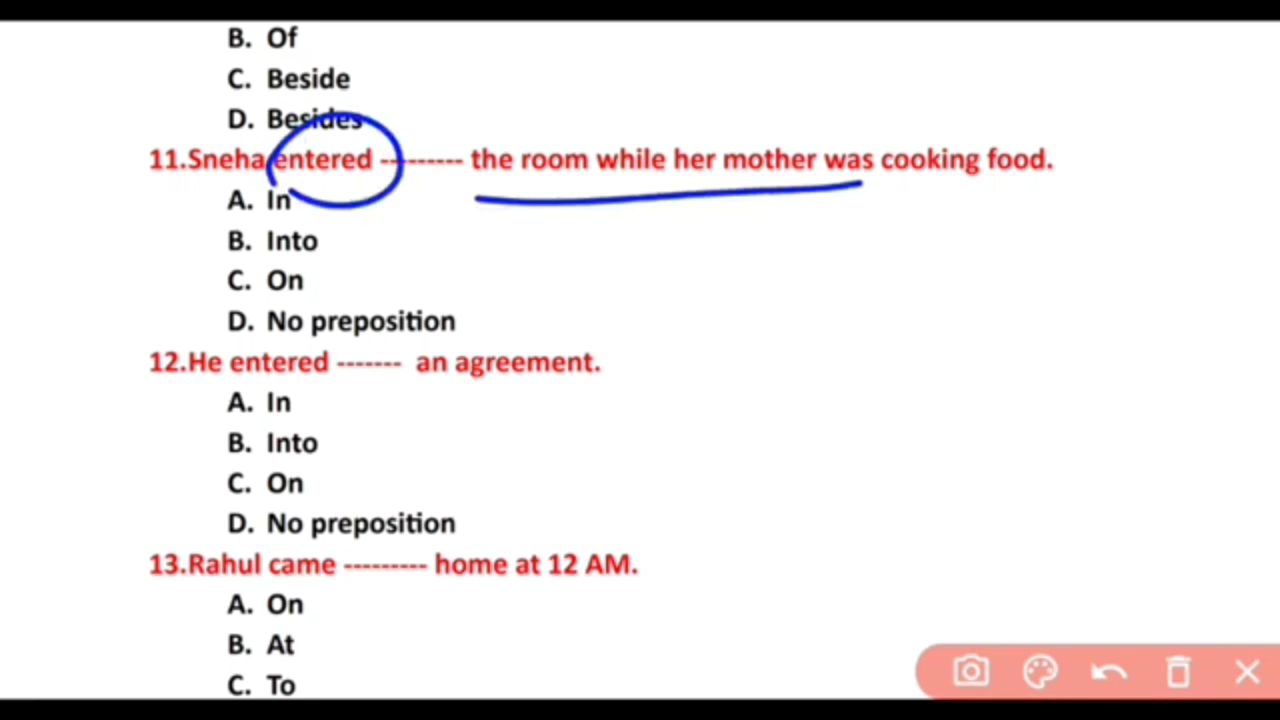 B. Of
C. Beside
D. Besides
11.Sneha entered --------- the room while her mother was cooking food.
A. In
B. Into
C. On
D. No preposition
12.He entered ------- an agreement.
A. In
B. Into
C. On
D. No preposition
13.Rahul came --------- home at 12 AM.
A. On
B. At
C. To